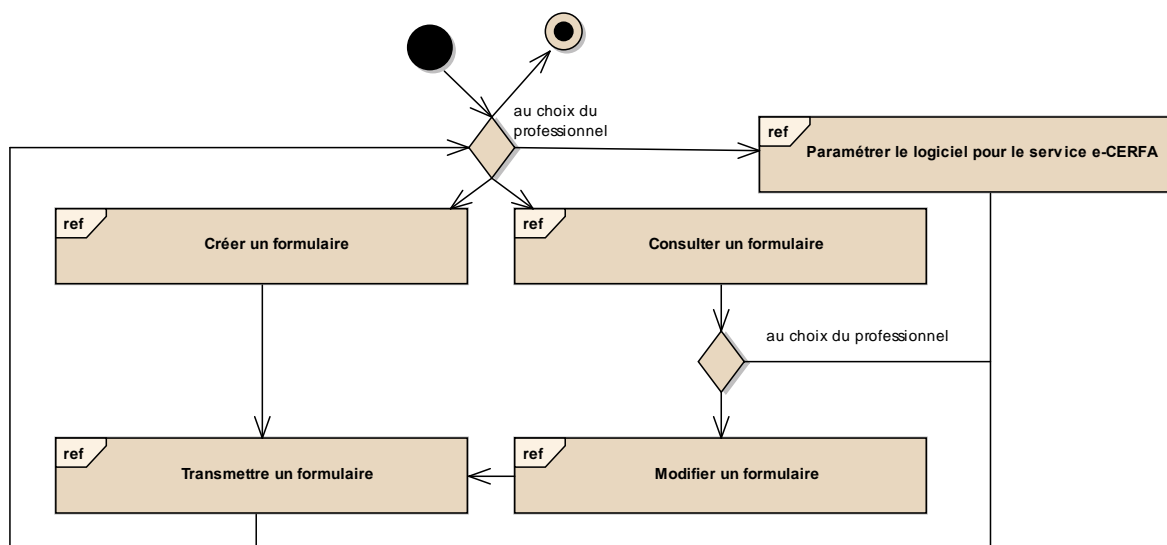 au choix du
professionnel
ref
Paramétrer le logiciel pour le service e-CERFA
ref
Créer un formulaire
ref
Consulter un formulaire
au choix du professionnel
ref
Transmettre un formulaire
ref
Modifier un formulaire